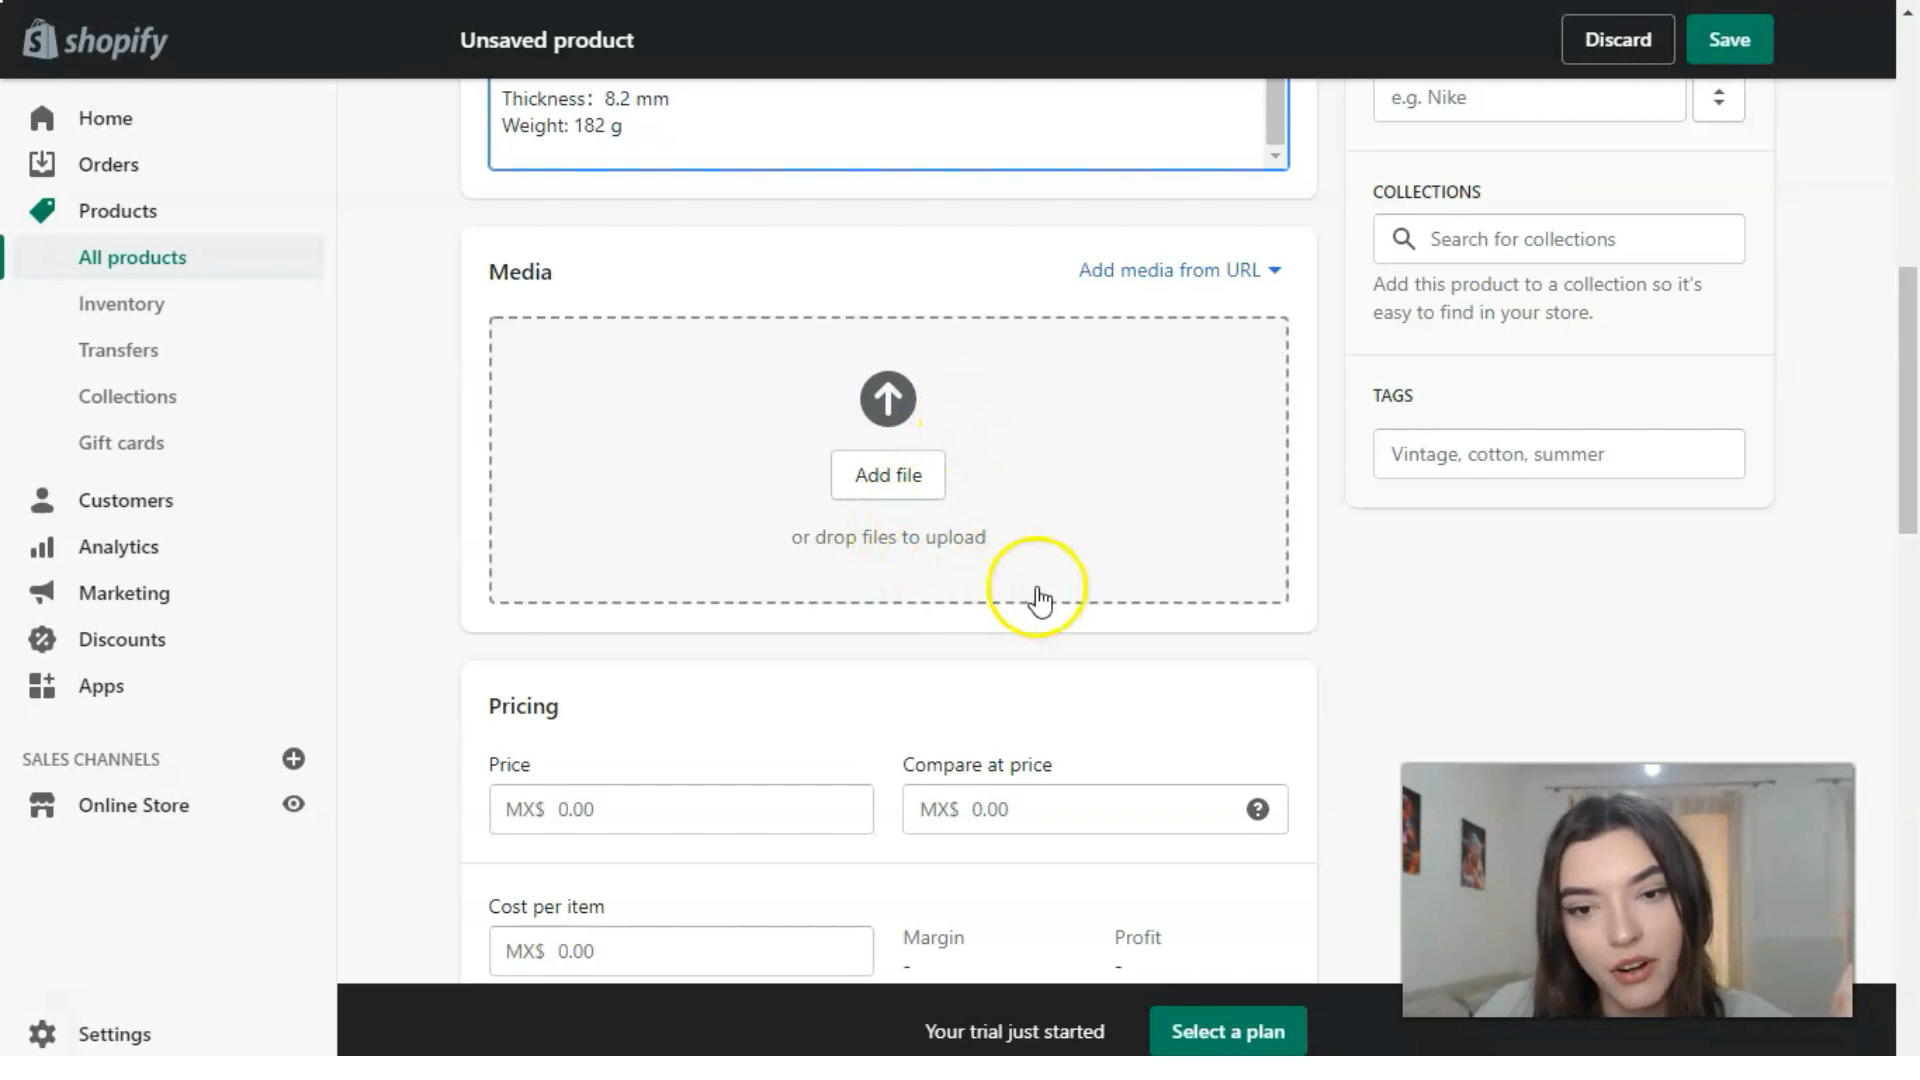 shopify
Unsaved product
Discard
Save
Home
Orders
Products
All products
Inventory
Transfers
Collections
Gift cards
Customers
Analytics
Marketing
Discounts
Apps
SALES CHANNELS
Online Store
Settings
Thickness: 8.2 mm
Weight: 182 g
Media
Add media from URL
Add file
or drop files to upload
Pricing
Price
Compare at price
MX$ 0.00
MX$ 0.00
Cost per item
MX$ 0.00
Margin
-
Profit
-
e.g. Nike
COLLECTIONS
Search for collections
Add this product to a collection so it's
easy to find in your store.
TAGS
Vintage, cotton, summer
Your trial just started
Select a plan